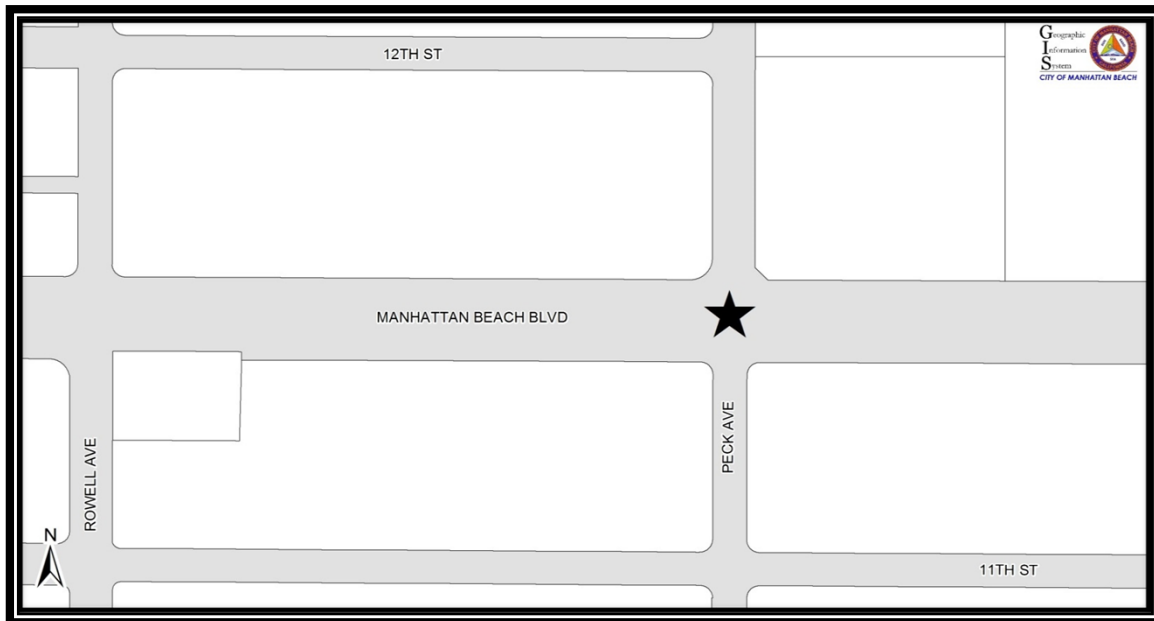 12TH ST
Geographic
Information
System
CITY OF MANHATTAN BEACH
MANHATTAN BEACH BLVD
PECK AVE
ROWELL AVE
N
11TH ST